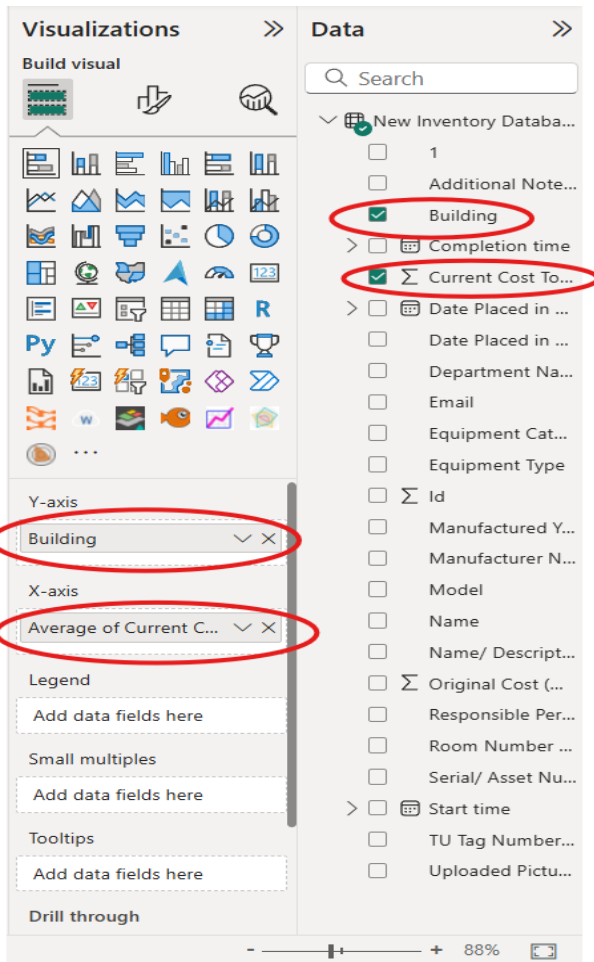 Visualizations >>
Build visual
123
R
Py
123
W
...
Y-axis
Building
X-axis
Average of Current C...
Legend
Add data fields here
Small multiples
Add data fields here
Tooltips
Add data fields here
Drill through
Data >>
Search
New Inventory Databa...
1
Additional Note...
Building
Completion time
Σ Current Cost To...
Date Placed in ...
Date Placed in ...
Department Na...
Email
Equipment Cat...
Equipment Type
Σ Id
Manufactured Y...
Manufacturer N...
Model
Name
Name/ Descript...
Σ Original Cost (...
Responsible Per...
Room Number ...
Serial/ Asset Nu...
Start time
TU Tag Number...
Uploaded Pictu...
- + 88%